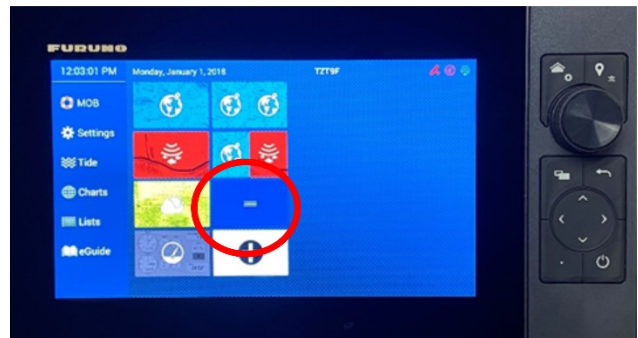 FURUNO
12:03:01 PM Monday, January 1, 2018 TZT9F
MOB
Settings
Tide
Charts
Lists
eGuide